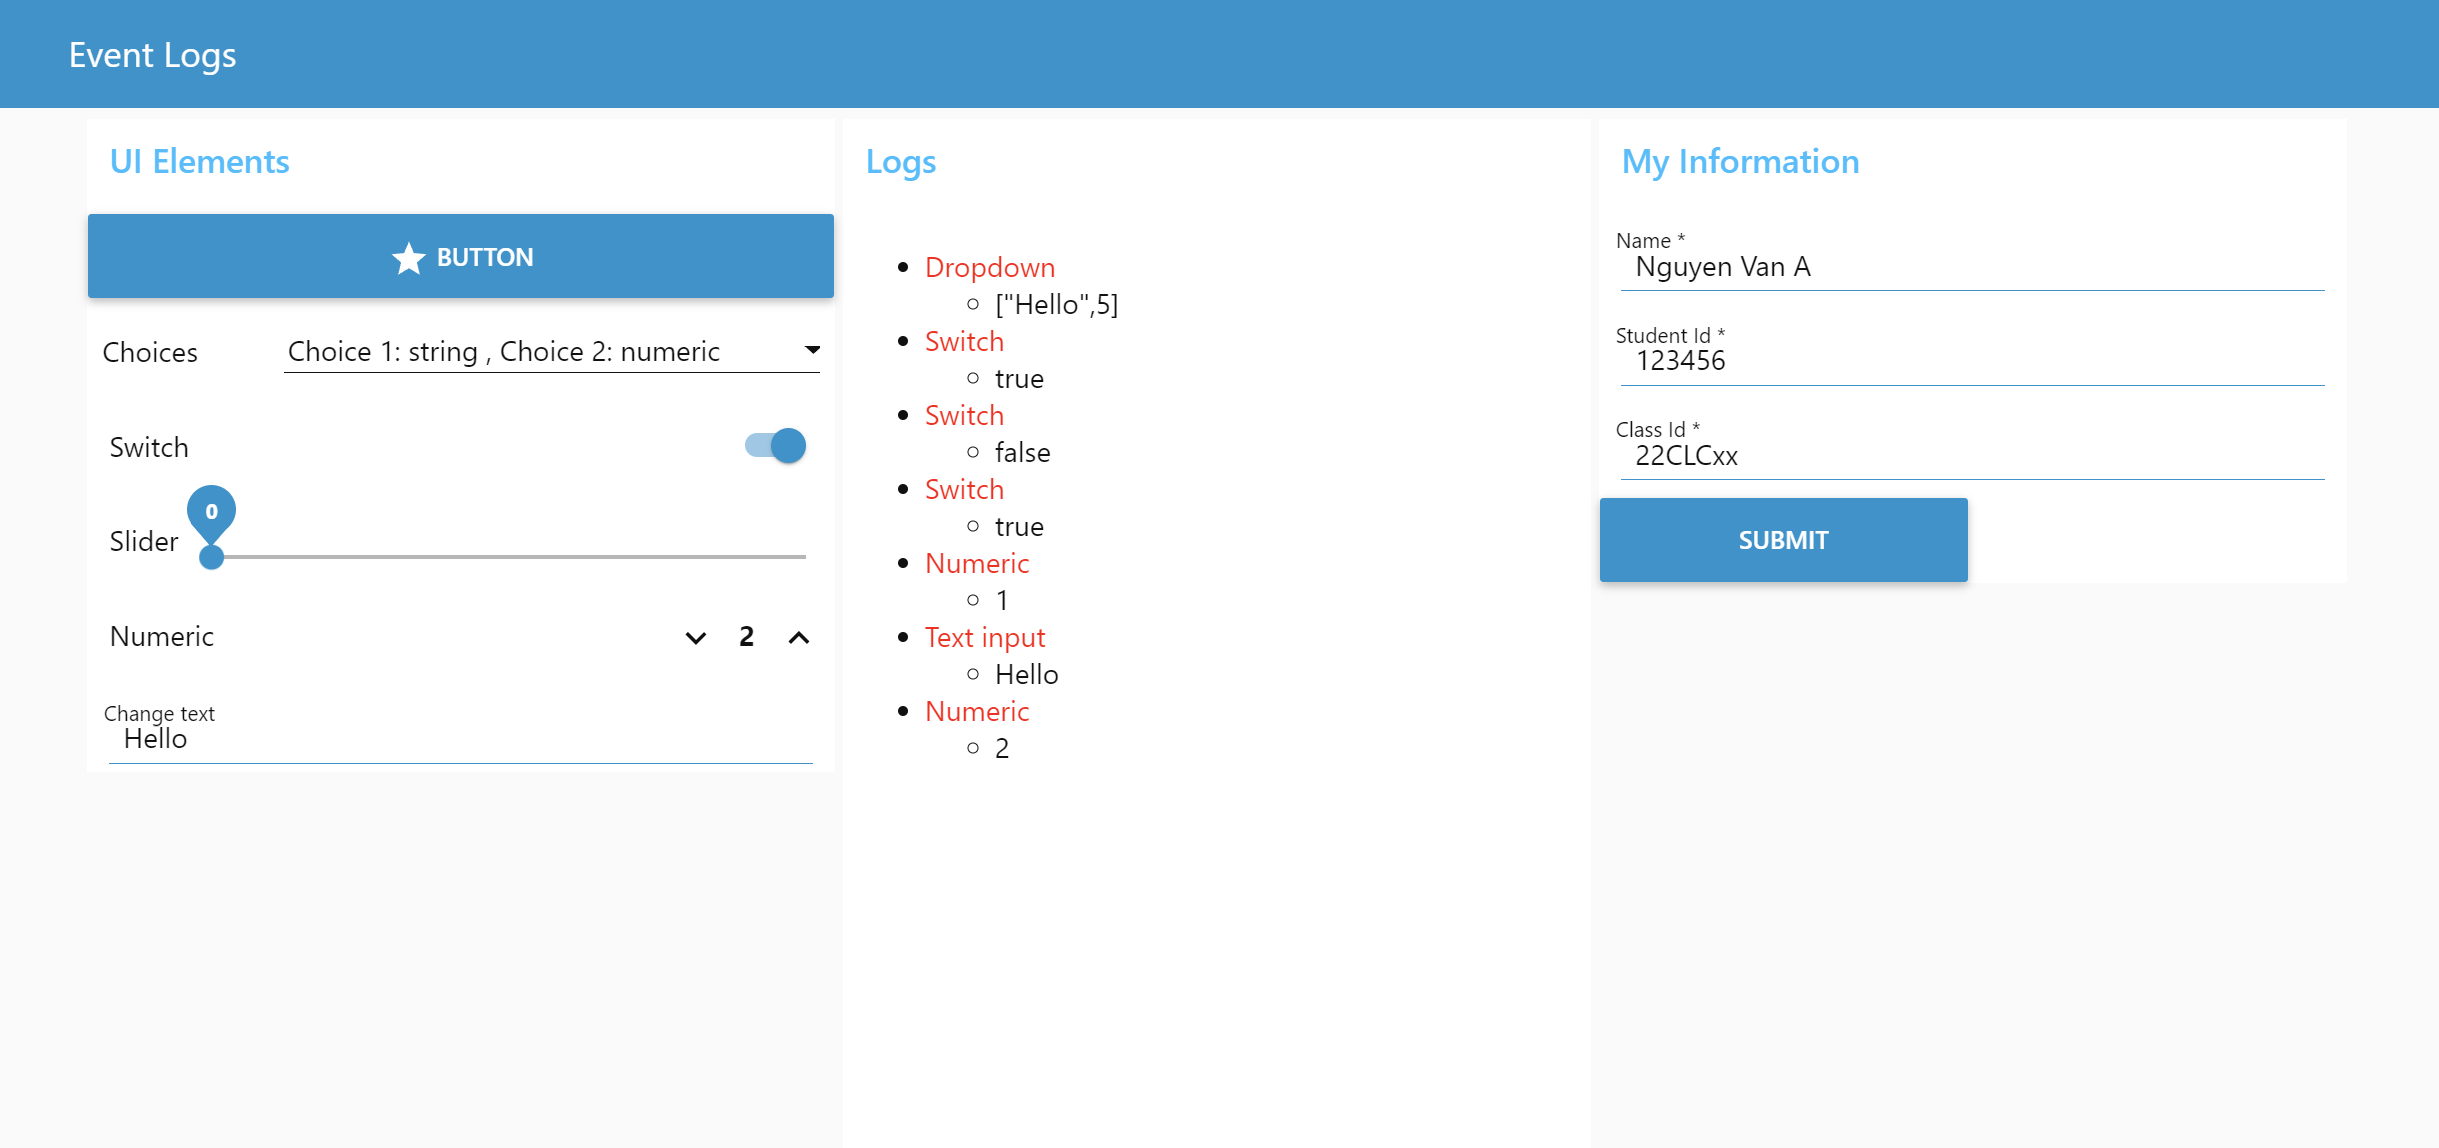 Event Logs
UI Elements
BUTTON
Choices
Choice 1: string , Choice 2: numeric
Switch
0
Slider
Numeric
2
Change text
Hello
Logs
Dropdown
["Hello",5]
Switch
true
Switch
false
Switch
true
Numeric
1
Text input
Hello
Numeric
2
My Information
Name *
Nguyen Van A
Student Id *
123456
Class Id *
22CLCxx
SUBMIT